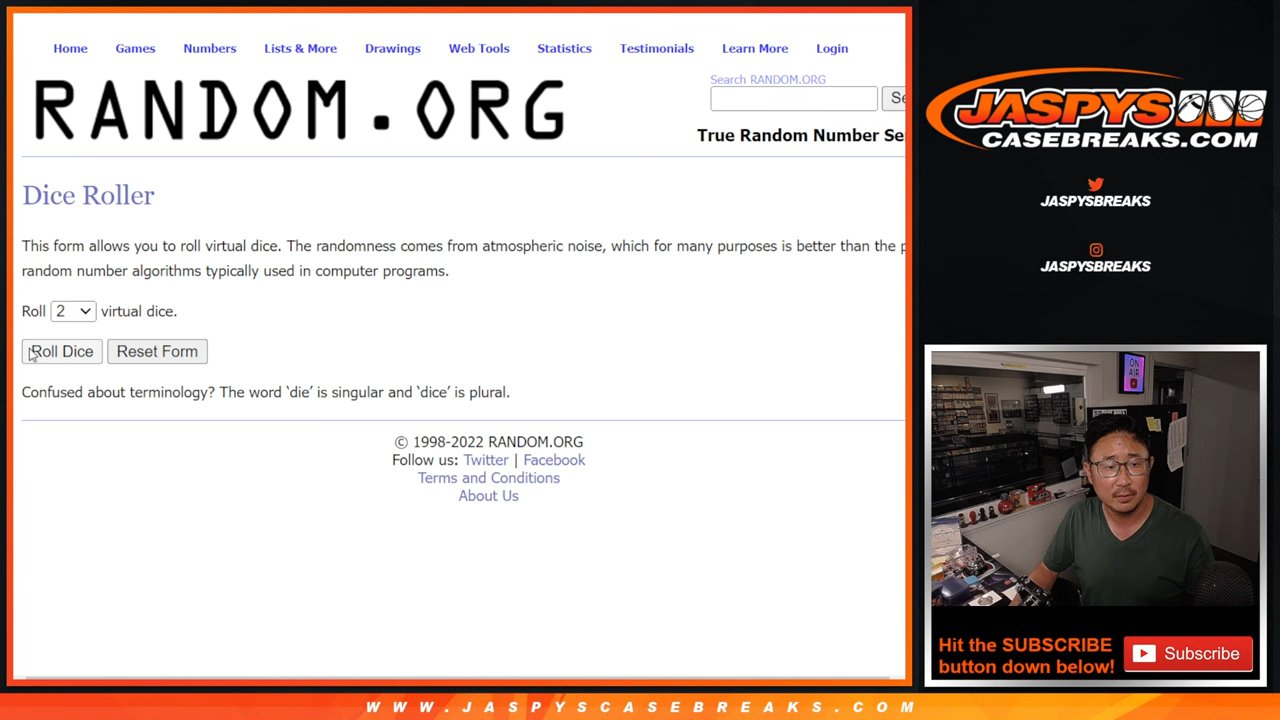 Home Games Numbers Lists & More Drawings Web Tools Statistics Testimonials Learn More Login
RANDOM.ORG
Search RANDOM.ORG
Se
True Random Number Se
Dice Roller
This form allows you to roll virtual dice. The randomness comes from atmospheric noise, which for many purposes is better than the p
random number algorithms typically used in computer programs.
Roll 2 virtual dice.
Roll Dice Reset Form
Confused about terminology? The word ‘die’ is singular and ‘dice’ is plural.
© 1998-2022 RANDOM.ORG
Follow us: Twitter | Facebook
Terms and Conditions
About Us
JASPYS
CASEBREAKS.COM
JASPYSBREAKS
JASPYSBREAKS
ON
AIR
Hit the SUBSCRIBE
button down below!
Subscribe
WWW.JASPYSCASEBREAKS.COM